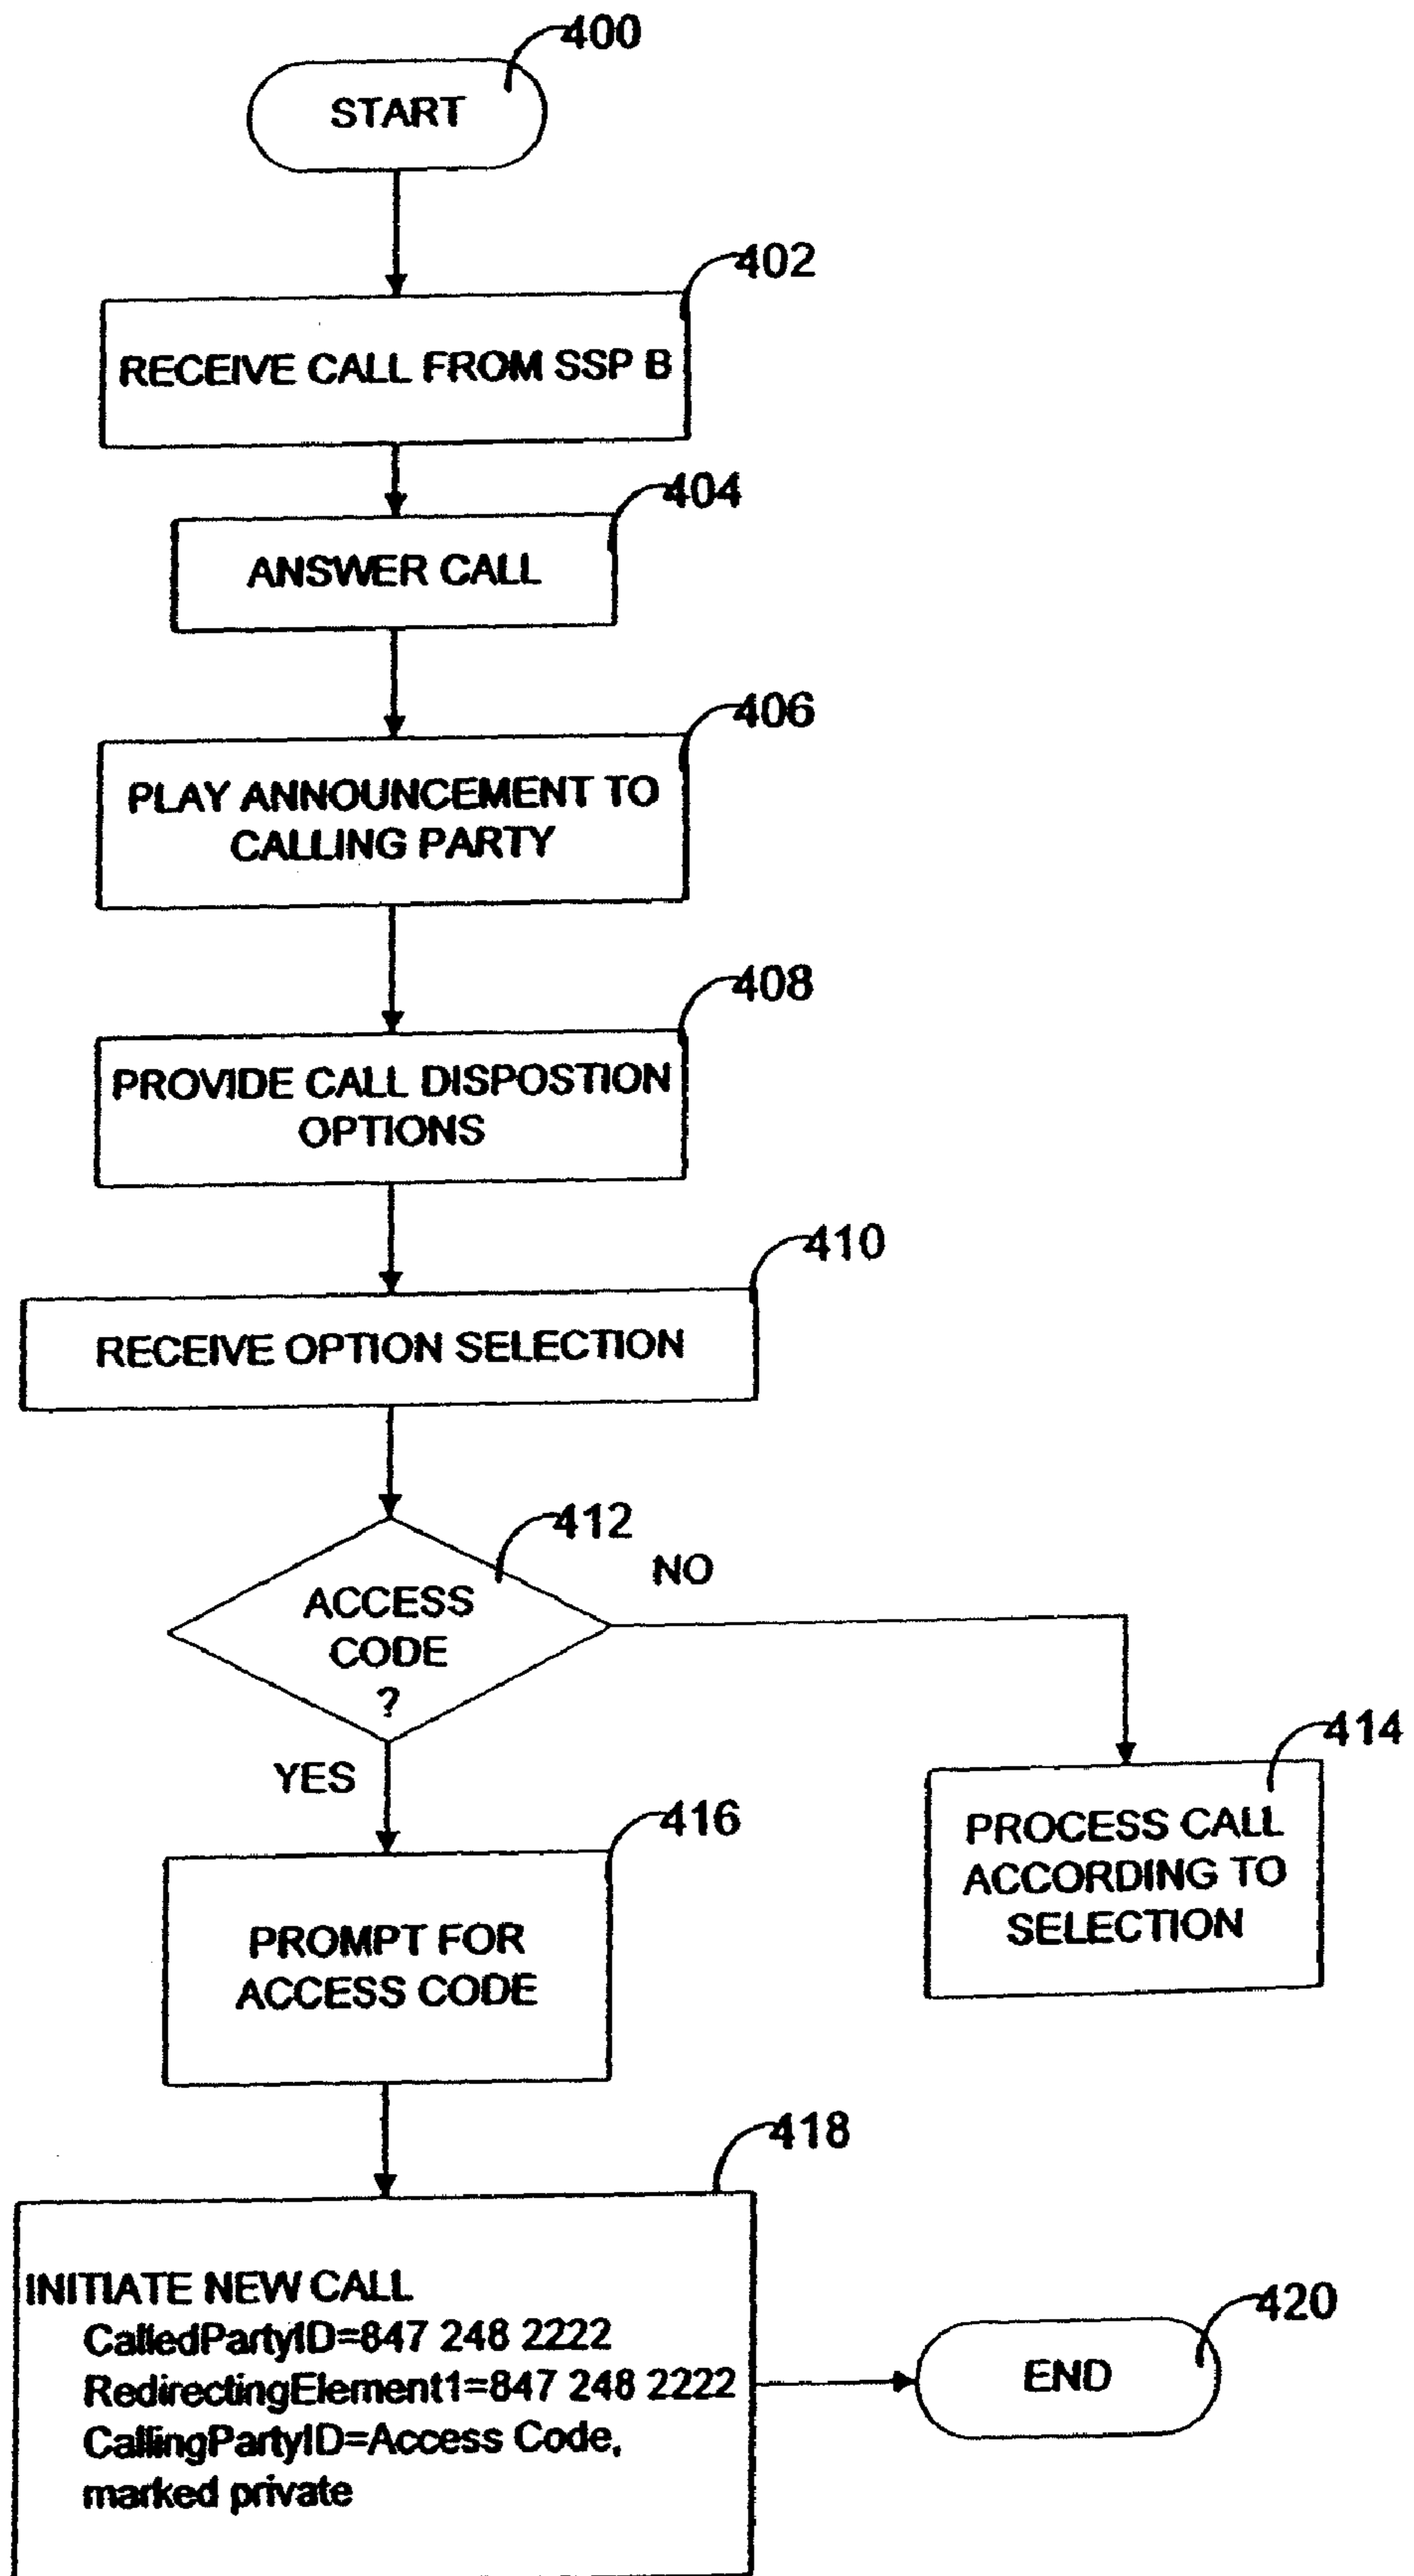 400
START
402
RECEIVE CALL FROM SSP B
404
ANSWER CALL
406
PLAY ANNOUNCEMENT TO
CALLING PARTY
408
PROVIDE CALL DISPOSTION
OPTIONS
410
RECEIVE OPTION SELECTION
412
NO
ACCESS
CODE
?
YES
414
PROCESS CALL
ACCORDING TO
SELECTION
416
PROMPT FOR
ACCESS CODE
418
INITIATE NEW CALL
CalledPartyID=847 248 2222
RedirectingElement1=847 248 2222
CallingPartyID=Access Code,
marked private
420
END